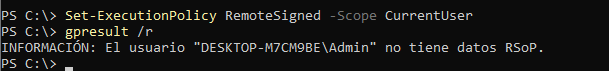 PS C:\> Set-ExecutionPolicy RemoteSigned -Scope CurrentUser
PS C:\> gpresult /r
INFORMACIÓN: El usuario "DESKTOP-M7CM9BE\Admin" no tiene datos RSoP.
PS C:\>